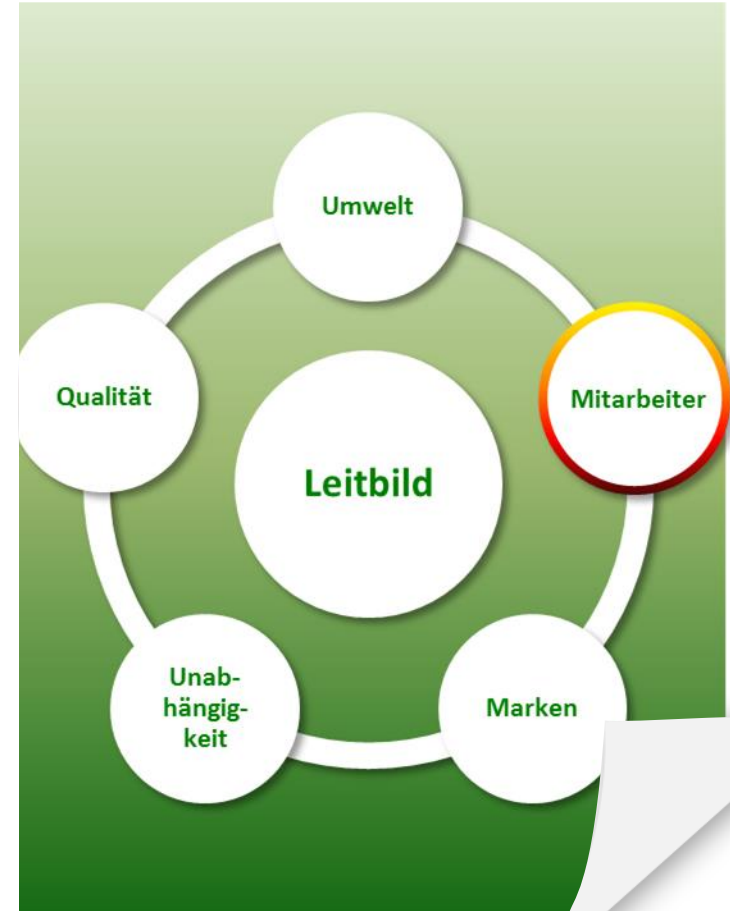 Umwelt
Qualität
Mitarbeiter
Leitbild
Unab-
hängig-
keit
Marken